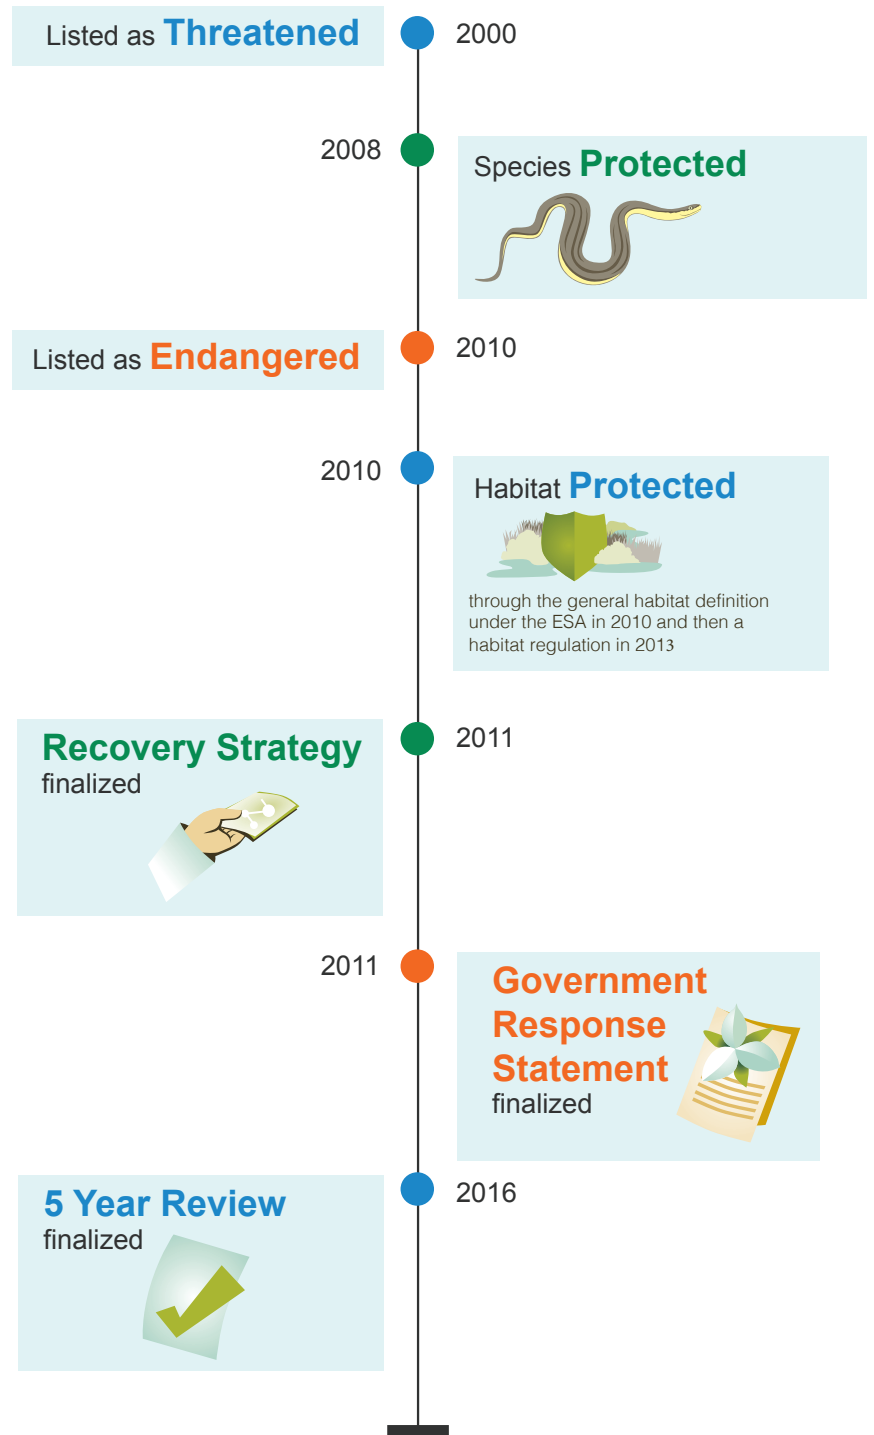 Listed as Threatened
2000
2008
Species Protected
Listed as Endangered
2010
2010
Habitat Protected
through the general habitat definition
under the ESA in 2010 and then a
habitat regulation in 2013
Recovery Strategy
finalized
2011
2011
Government
Response
Statement
finalized
5 Year Review
finalized
2016